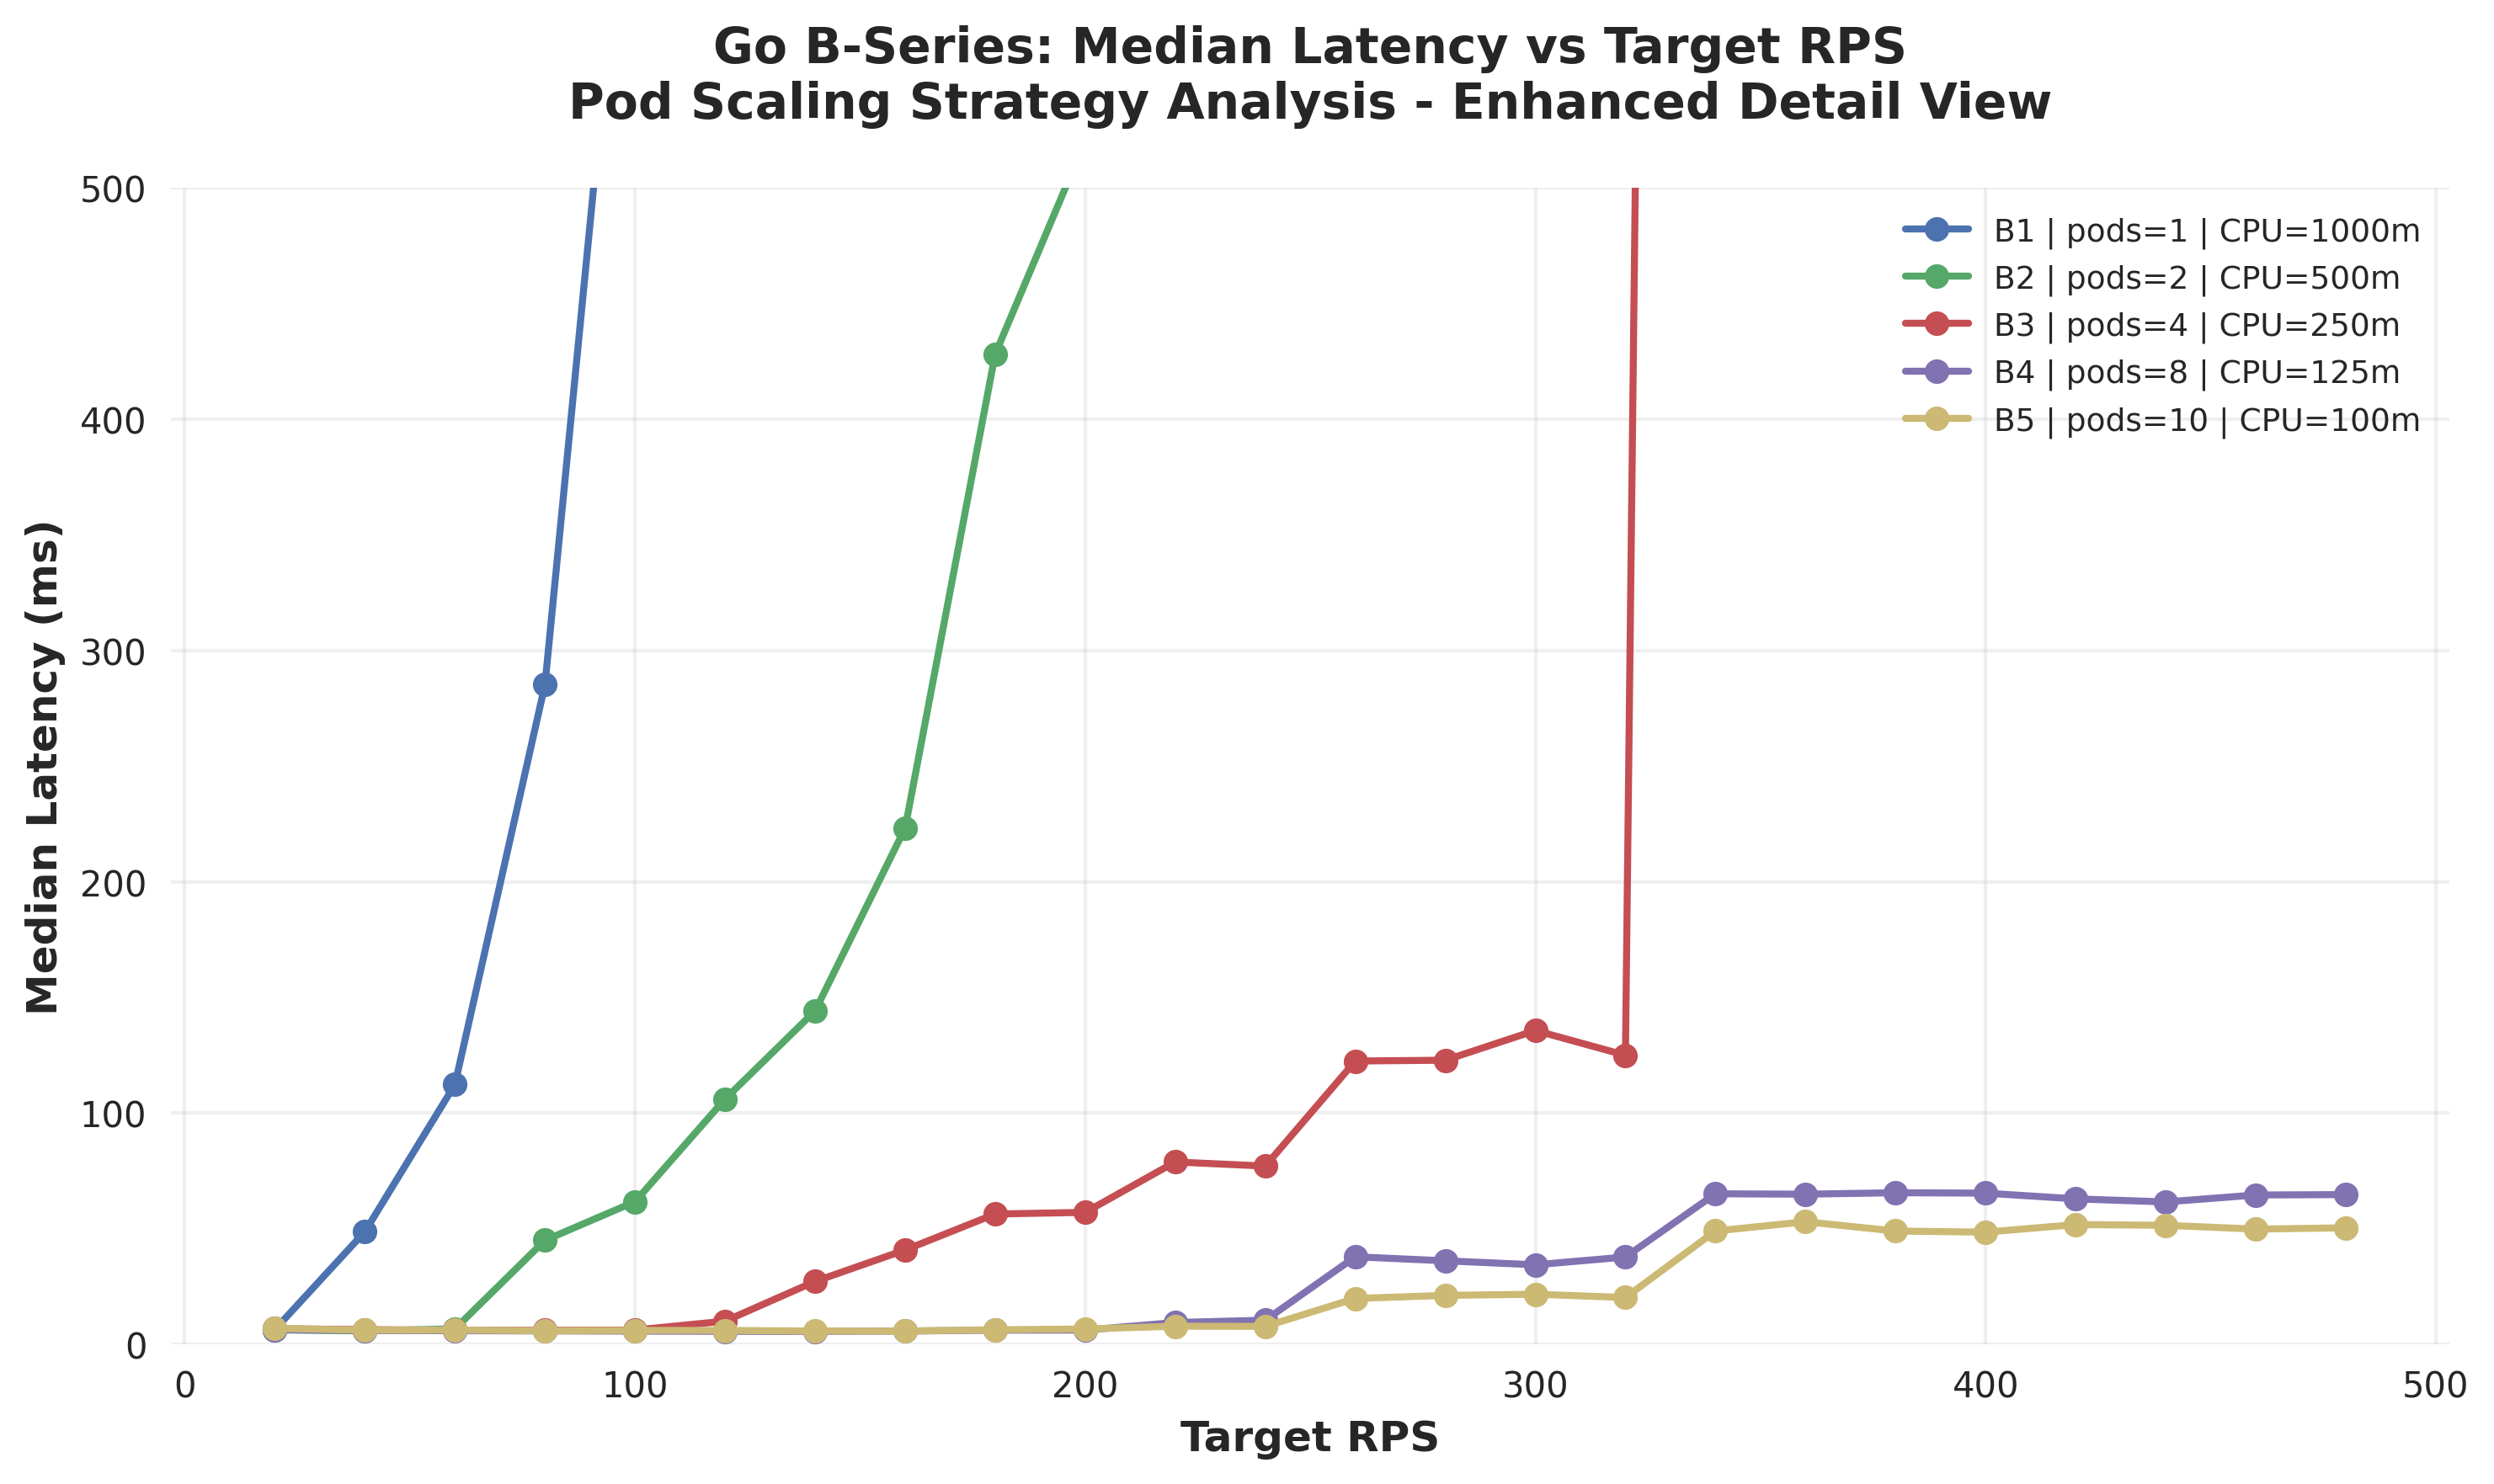 Go B-Series: Median Latency vs Target RPS
Pod Scaling Strategy Analysis - Enhanced Detail View
500
400
300
200
100
0
Median Latency (ms)
B1 | pods=1 | CPU=1000m
B2 | pods=2 | CPU=500m
B3 | pods=4 | CPU=250m
B4 | pods=8 | CPU=125m
B5 | pods=10 | CPU=100m
0 100 200 300 400 500
Target RPS